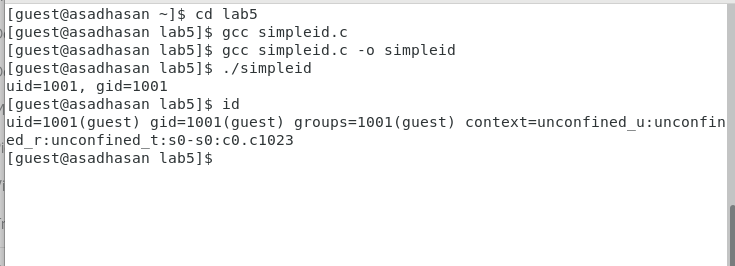 [guest@asadhasan ~]$ cd lab5
[guest@asadhasan lab5]$ gcc simpleid.c
[guest@asadhasan lab5]$ gcc simpleid.c -o simpleid
[guest@asadhasan lab5]$ ./simpleid
uid=1001, gid=1001
[guest@asadhasan lab5]$ id
uid=1001(guest) gid=1001(guest) groups=1001(guest) context=unconfined_u:unconfin
ed_r:unconfined_t:s0-s0:c0.c1023
[guest@asadhasan lab5]$